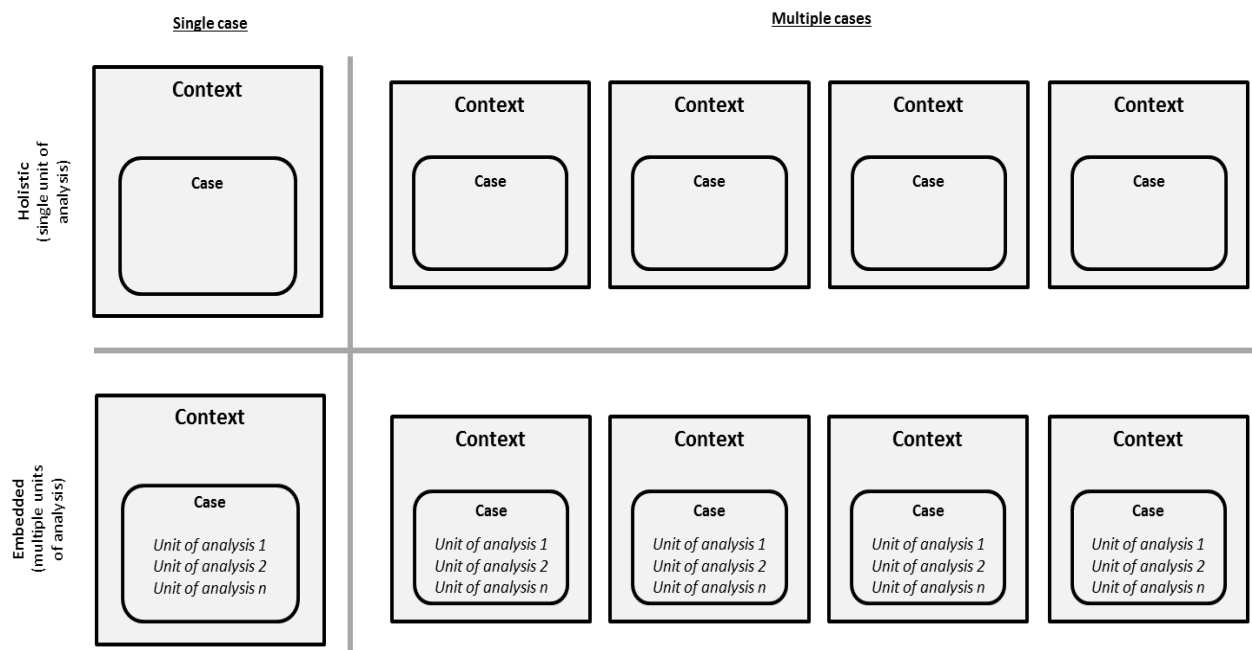 Single case
Multiple cases
Holistic
(single unit of
analysis)
Context
Case
Context
Case
Context
Case
Context
Case
Context
Case
Embedded
(multiple units
of analysis)
Context
Case
Unit of analysis 1
Unit of analysis 2
Unit of analysis n
Context
Case
Unit of analysis 1
Unit of analysis 2
Unit of analysis n
Context
Case
Unit of analysis 1
Unit of analysis 2
Unit of analysis n
Context
Case
Unit of analysis 1
Unit of analysis 2
Unit of analysis n
Context
Case
Unit of analysis 1
Unit of analysis 2
Unit of analysis n